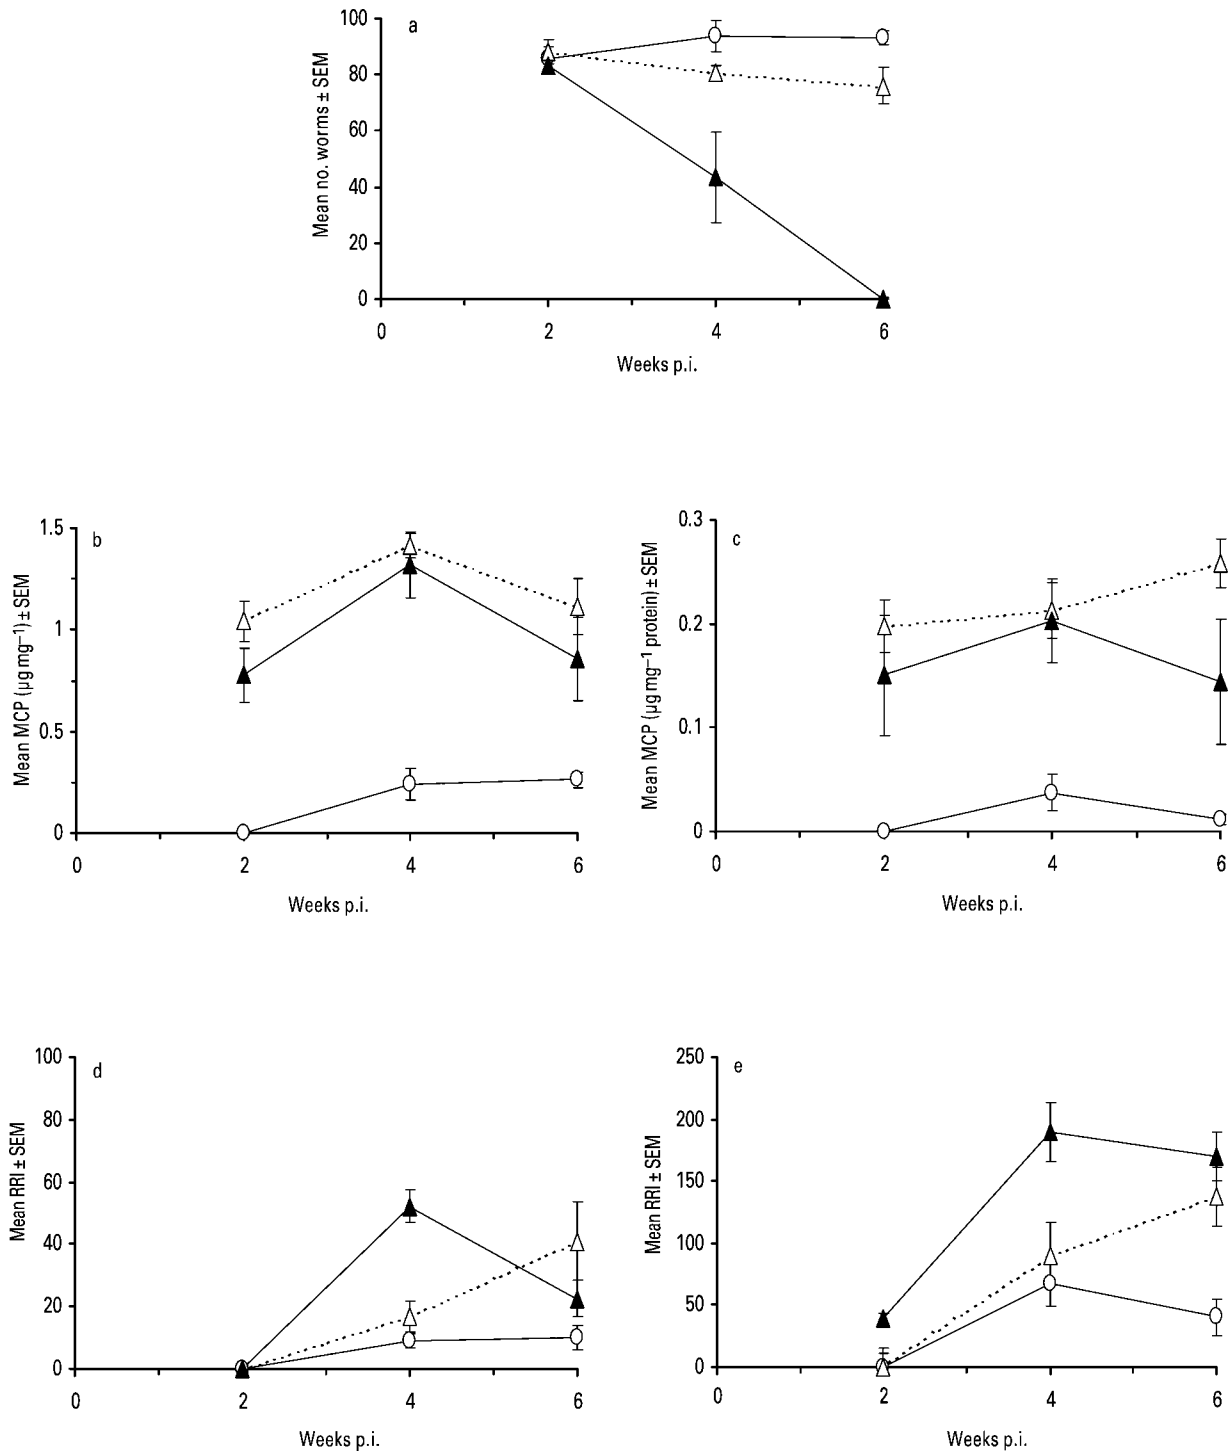 a
Mean no. worms ± SEM
100
80
60
40
20
0
0 2 4 6
Weeks p.i.
b
Mean MCP (µg mg–1) ± SEM
1.5
1
0.5
0
0 2 4 6
Weeks p.i.
c
Mean MCP (µg mg–1 protein) ± SEM
0.3
0.2
0.1
0
0 2 4 6
Weeks p.i.
d
Mean RRI ± SEM
100
80
60
40
20
0
0 2 4 6
Weeks p.i.
e
Mean RRI ± SEM
250
200
150
100
50
0
0 2 4 6
Weeks p.i.